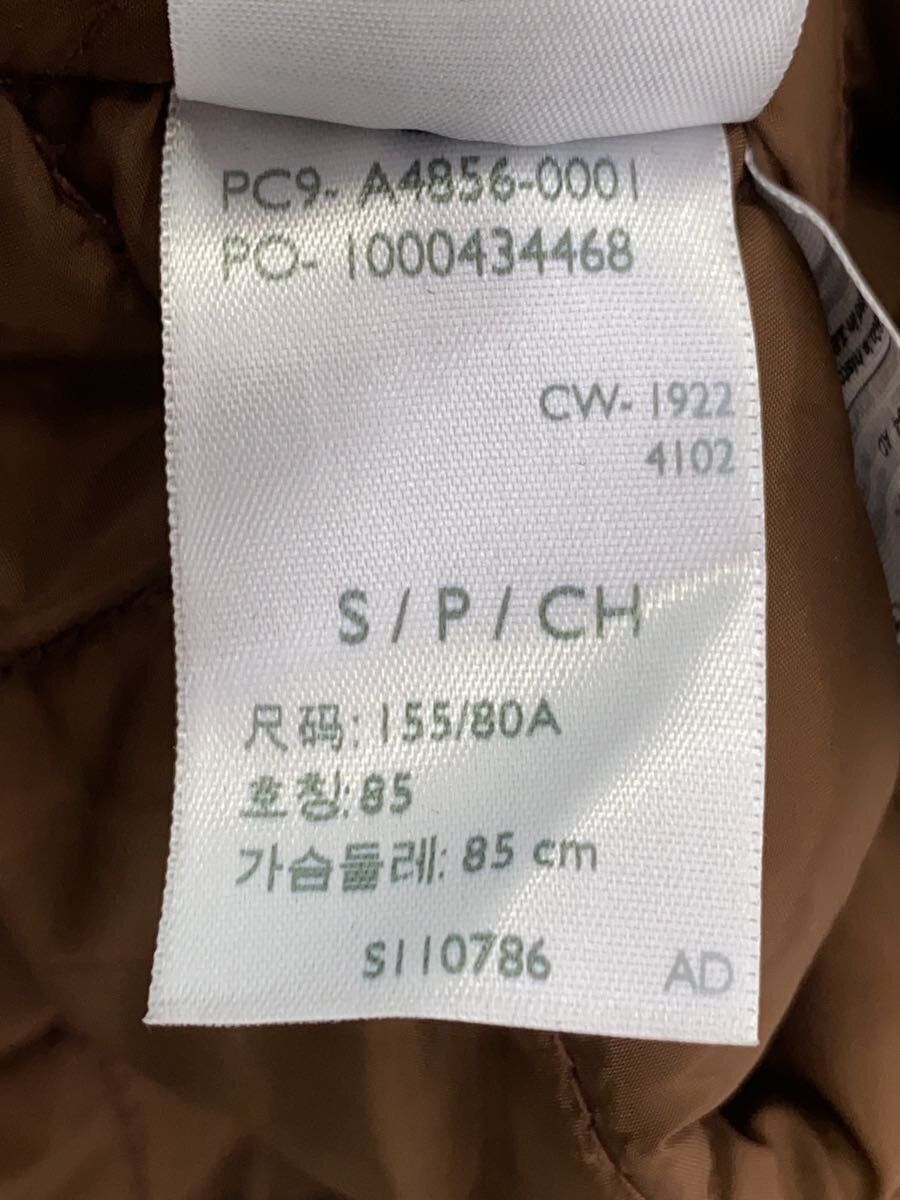 PC9- A4856-0001
PO- 1000434468
CW- 1922
4102
S / P / CH
尺码: 155/80A
호칭: 85
가슴둘레: 85 cm
S110786
AD
AD